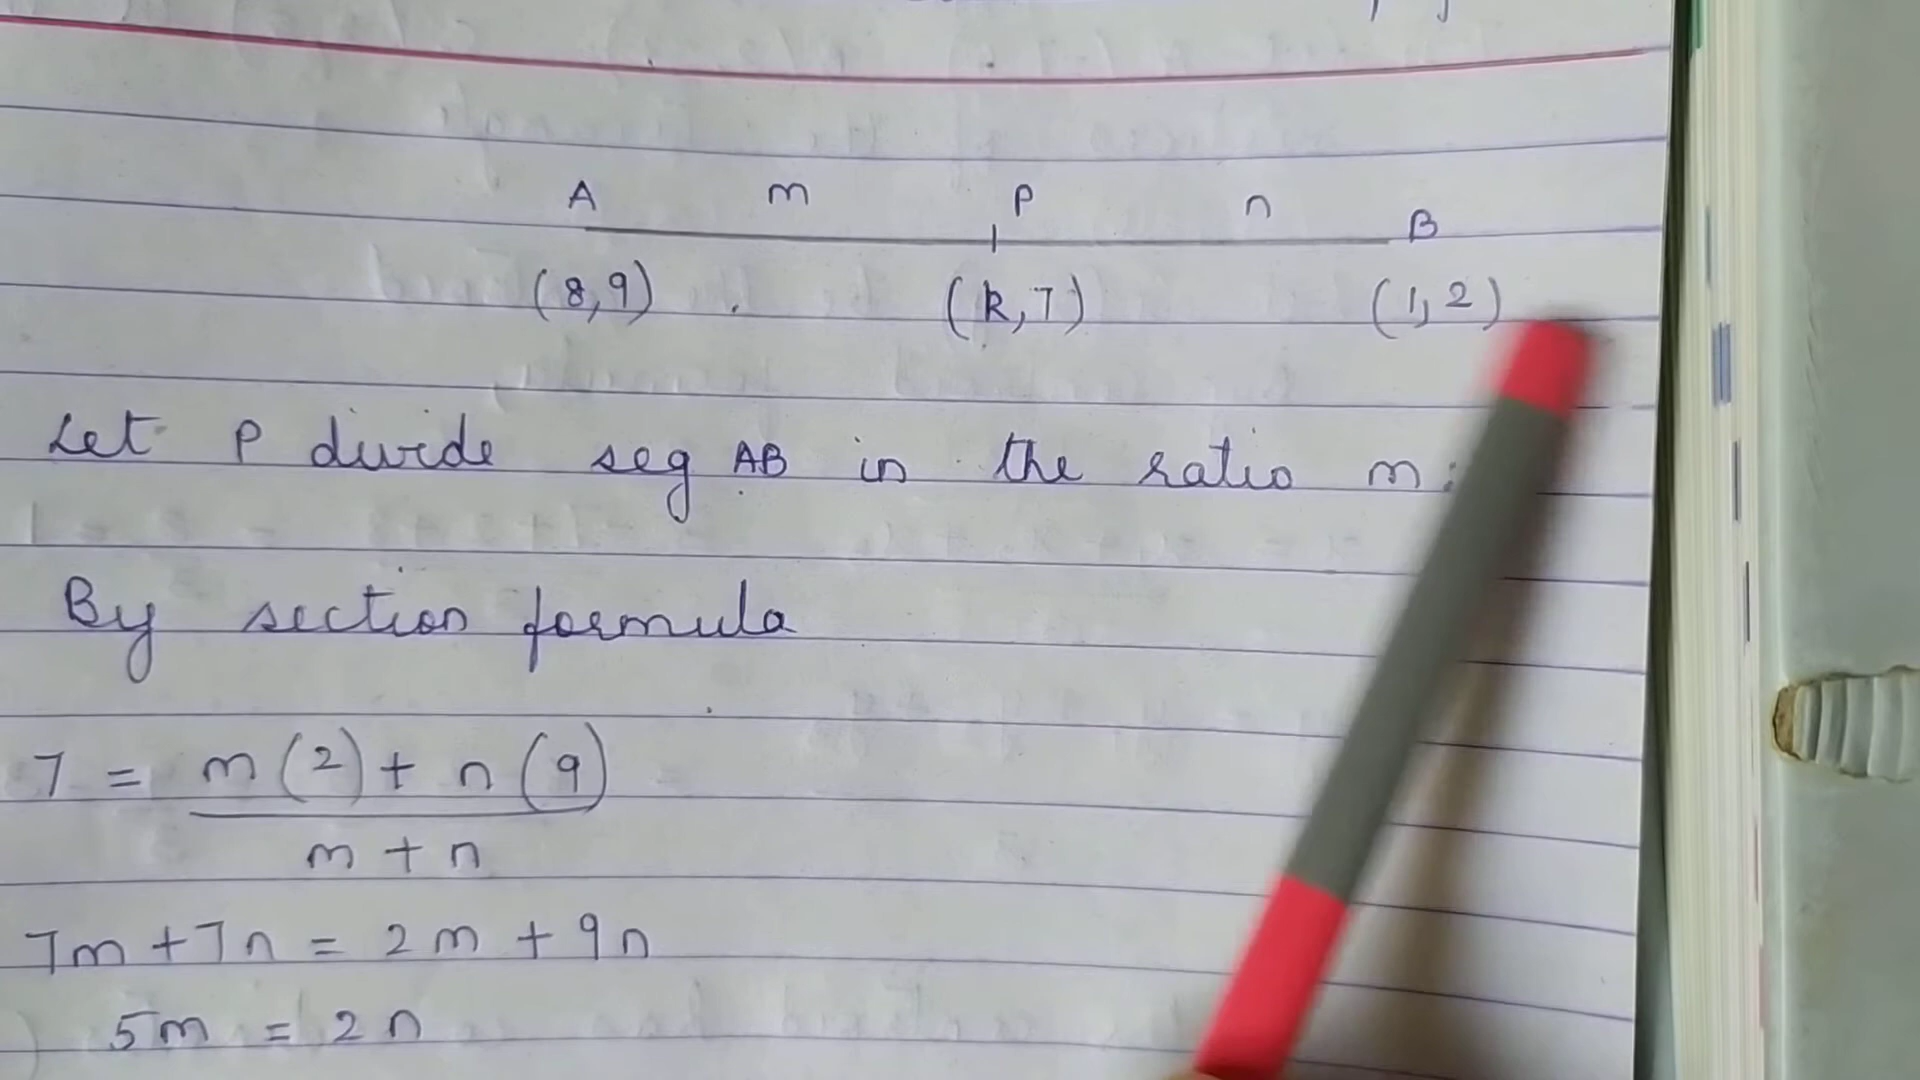 A m P n B
(8,9) (k,7) (1,2)
Let P divide seg AB in the ratio m:
By section formula
7 = m(2) + n(9)
m + n
7m + 7n = 2m + 9n
5m = 2n